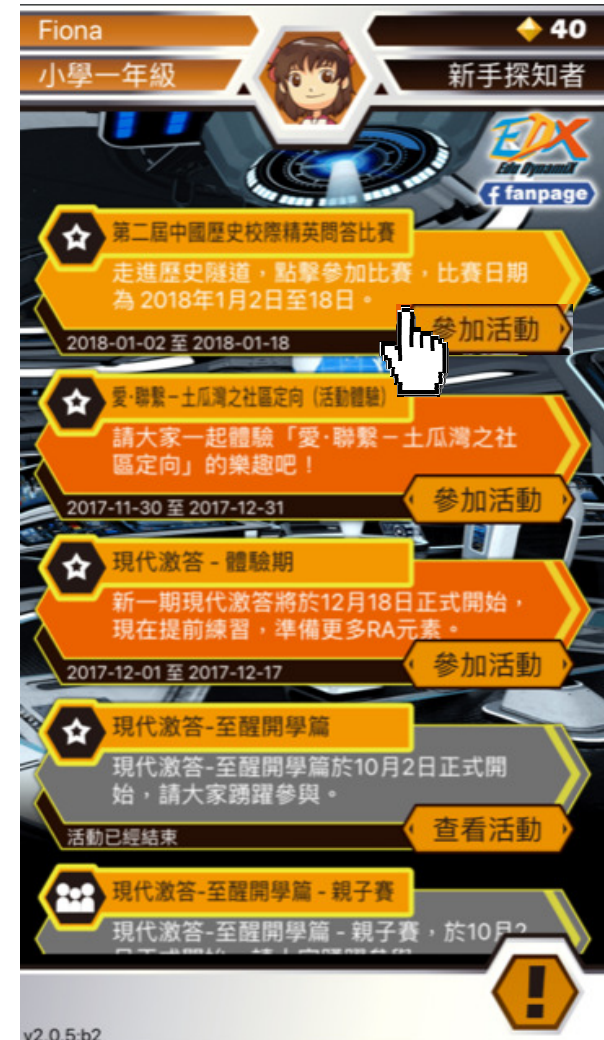 Fiona
40
小學一年級
新手探知者
EDX
Edu DynamiX
f fanpage
第二屆中國歷史校際精英問答比賽
走進歷史隧道，點擊參加比賽，比賽日期
為 2018年1月2日至18日。
參加活動
2018-01-02 至 2018-01-18
愛·聯繫－土瓜灣之社區定向（活動體驗）
請大家一起體驗「愛·聯繫－土瓜灣之社
區定向」的樂趣吧！
參加活動
2017-11-30 至 2017-12-31
現代激答 - 體驗期
新一期現代激答將於12月18日正式開始，
現在提前練習，準備更多RA元素。
參加活動
2017-12-01 至 2017-12-17
現代激答-至醒開學篇
現代激答-至醒開學篇於10月2日正式開
始，請大家踴躍參與。
查看活動
活動已經結束
現代激答-至醒開學篇 - 親子賽
現代激答-至醒開學篇 - 親子賽，於10月2
v2.0.5:b2